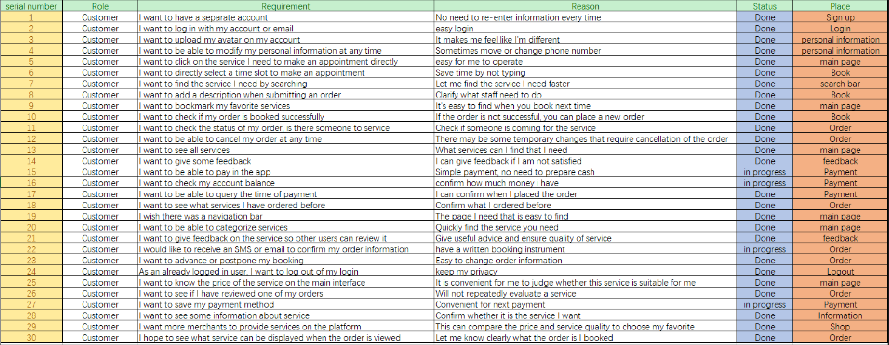 serial number Role Requirement Reason Status Place
1 Customer I want to have a separate account No need to re-enter information every time Done Sign up
2 Customer I want to log in with my account or email easy login Done Login
3 Customer I want to upload my avatar on my account It makes me feel like I'm different Done personal information
4 Customer I want to be able to modify my personal information at any time Sometimes move or change phone number Done personal information
5 Customer I want to click on the service I need to make an appointment directly easy for me to operate Done main page
6 Customer I want to directly select a time slot to make an appointment Save time by not typing Done Book
7 Customer I want to find the service I need by searching Let me find the service I need faster Done search bar
8 Customer I want to add a description when submitting an order Clarify what staff need to do Done Book
9 Customer I want to bookmark my favorite services It's easy to find when you book next time Done main page
10 Customer I want to check if my order is booked successfully If the order is not successful, you can place a new order Done Book
11 Customer I want to check the status of my order, is there someone to service Check if someone is coming for the service Done Order
12 Customer I want to be able to cancel my order at any time There may be some temporary changes that require cancellation of the order Done Order
13 Customer I want to see all services What services can I find that I need Done main page
14 Customer I want to give some feedback I can give feedback if I am not satisfied Done feedback
15 Customer I want to be able to pay in the app Simple payment, no need to prepare cash in progress Payment
16 Customer I want to check my account balance confirm how much money i have in progress Payment
17 Customer I want to be able to query the time of payment I can confirm when I placed the order Done Payment
18 Customer I want to see what services I have ordered before Confirm what I ordered before Done Order
19 Customer I wish there was a navigation bar The page I need that is easy to find Done main page
20 Customer I want to be able to categorize services Quickly find the service you need Done main page
21 Customer I want to give feedback on the service so other users can review it Give useful advice and ensure quality of service Done feedback
22 Customer I would like to receive an SMS or email to confirm my order information have a written booking instrument in progress Order
23 Customer I want to advance or postpone my booking Easy to change order information Done Order
24 Customer As an already logged in user, I want to log out of my login keep my privacy Done Logout
25 Customer I want to know the price of the service on the main interface It is convenient for me to judge whether this service is suitable for me Done main page
26 Customer I want to see if I have reviewed one of my orders Will not repeatedly evaluate a service Done Order
27 Customer I want to save my payment method Convenient for next payment in progress Payment
28 Customer I want to see some information about service Confirm whether it is the service I want Done Information
29 Customer I want more merchants to provide services on the platform This can compare the price and service quality to choose my favorite Done Shop
30 Customer I hope to see what service can be displayed when the order is viewed Let me know clearly what the order is I booked Done Order